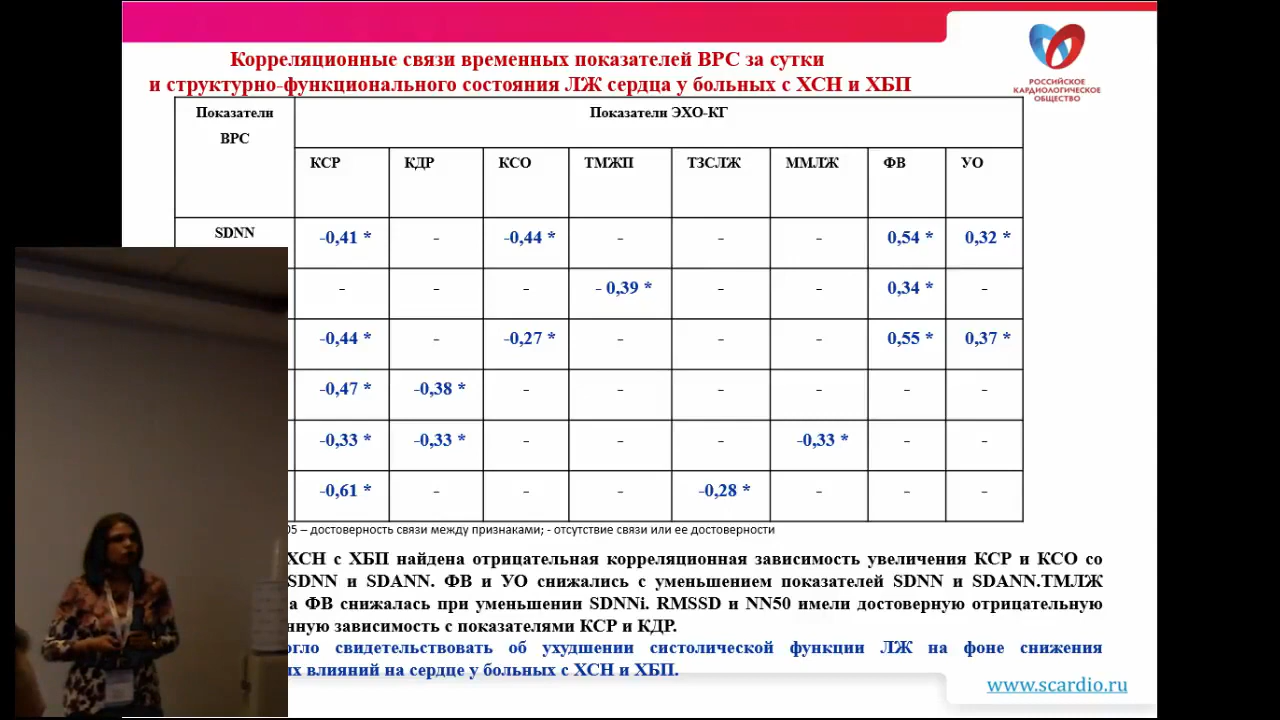 Корреляционные связи временных показателей ВРС за сутки
и структурно-функционального состояния ЛЖ сердца у больных с ХСН и ХБП
РОССИЙСКОЕ
КАРДИОЛОГИЧЕСКОЕ
ОБЩЕСТВО
Показатели
ВРС
Показатели ЭХО-КГ
КСР КДР КСО ТМЖП ТЗСЛЖ ММЛЖ ФВ УО
SDNN -0,41 * - -0,44 * - - - 0,54 * 0,32 *
- - - - 0,39 * - - 0,34 * -
-0,44 * - -0,27 * - - - 0,55 * 0,37 *
-0,47 * -0,38 * - - - - - -
-0,33 * -0,33 * - - - -0,33 * - -
-0,61 * - - - -0,28 * - - -
05 – достоверность связи между признаками; - отсутствие связи или ее достоверности
ХСН с ХБП найдена отрицательная корреляционная зависимость увеличения КСР и КСО со
SDNN и SDANN. ФВ и УО снижались с уменьшением показателей SDNN и SDANN.ТМЛЖ
а ФВ снижалась при уменьшении SDNNi. RMSSD и NN50 имели достоверную отрицательную
нную зависимость с показателями КСР и КДР.
огло свидетельствовать об ухудшении систолической функции ЛЖ на фоне снижения
ых влияний на сердце у больных с ХСН и ХБП.
www.scardio.ru